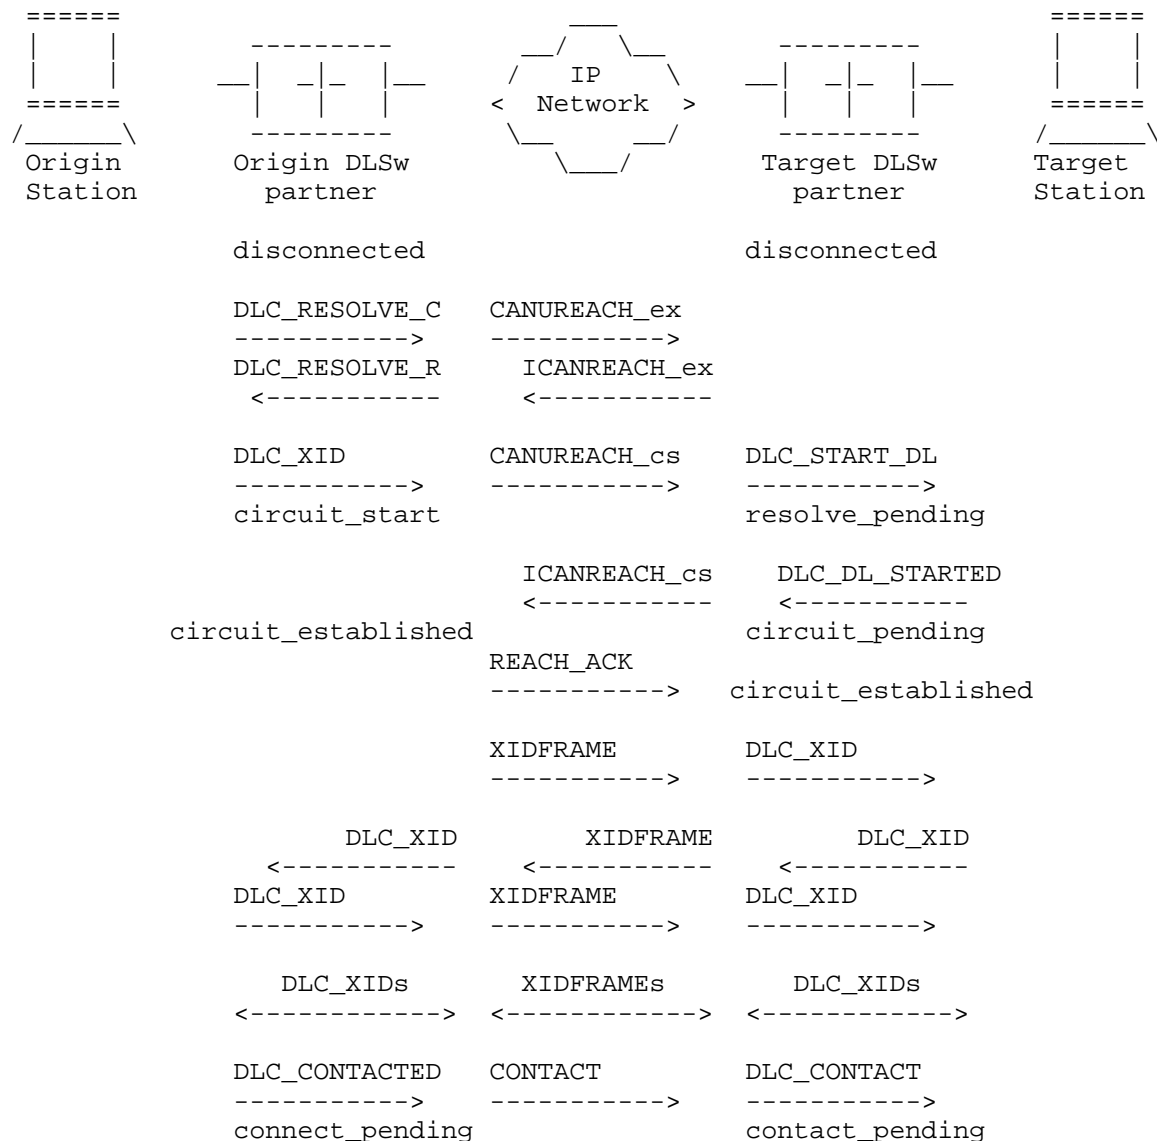 IP
Network
Origin Origin DLSw Target DLSw Target
Station partner partner Station
disconnected disconnected
DLC_RESOLVE_C CANUREACH_ex
DLC_RESOLVE_R ICANREACH_ex
DLC_XID CANUREACH_cs DLC_START_DL
circuit_start resolve_pending
ICANREACH_cs DLC_DL_STARTED
circuit_established circuit_pending
REACH_ACK
circuit_established
XIDFRAME DLC_XID
DLC_XID XIDFRAME DLC_XID
DLC_XID XIDFRAME DLC_XID
DLC_XIDs XIDFRAMEs DLC_XIDs
DLC_CONTACTED CONTACT DLC_CONTACT
connect_pending contact_pending